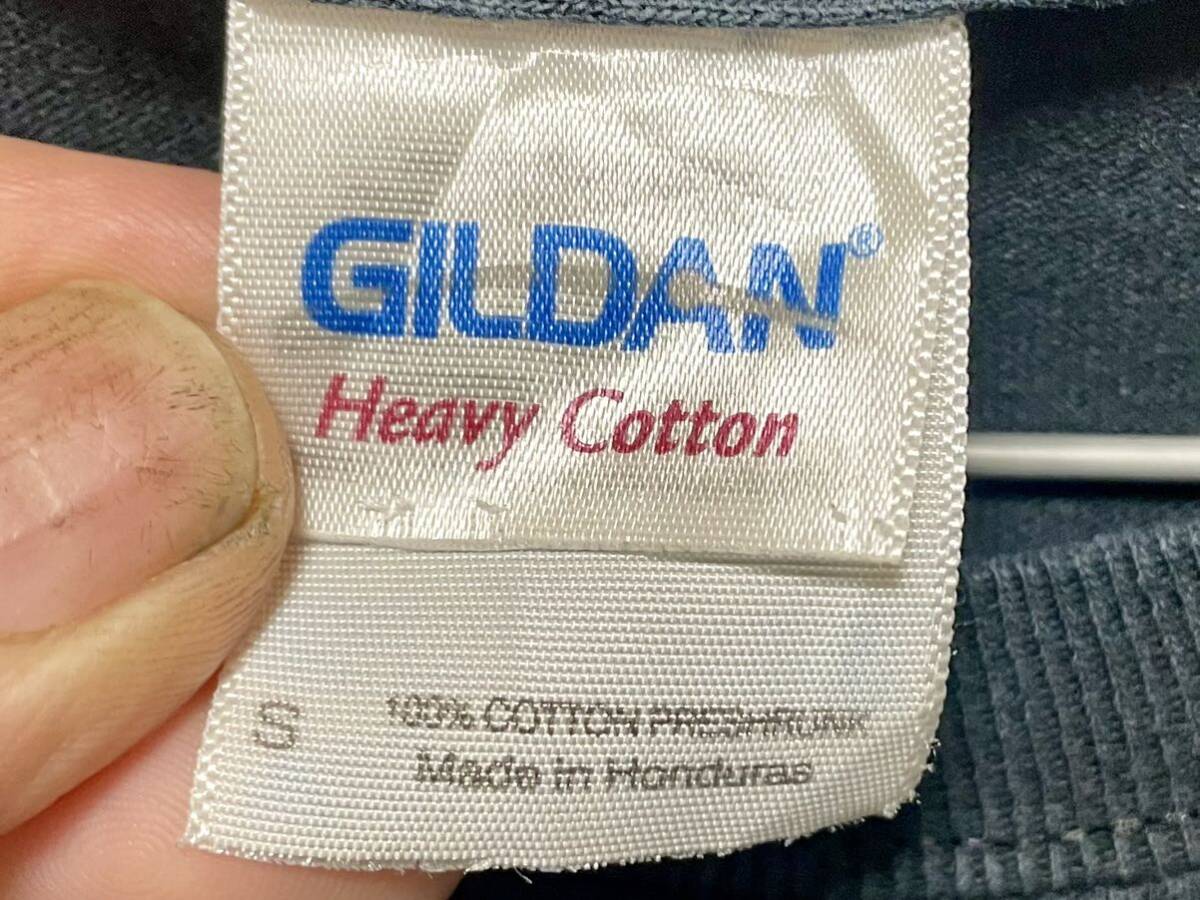 GILDAN®
Heavy Cotton
S
100% COTTON PRESHRUNK
Made in Honduras